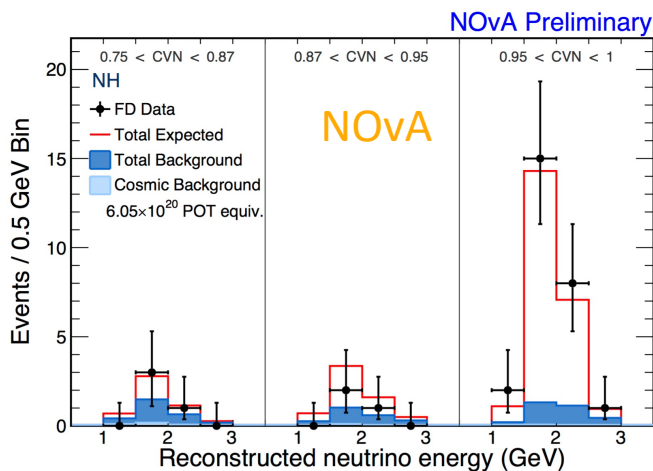 NOvA Preliminary
0.75 < CVN < 0.87
0.87 < CVN < 0.95
0.95 < CVN < 1
NH
FD Data
Total Expected
Total Background
Cosmic Background
6.05×10²⁰ POT equiv.
NOvA
Events / 0.5 GeV Bin
20
15
10
5
0
1 2 3 1 2 3 1 2 3
Reconstructed neutrino energy (GeV)